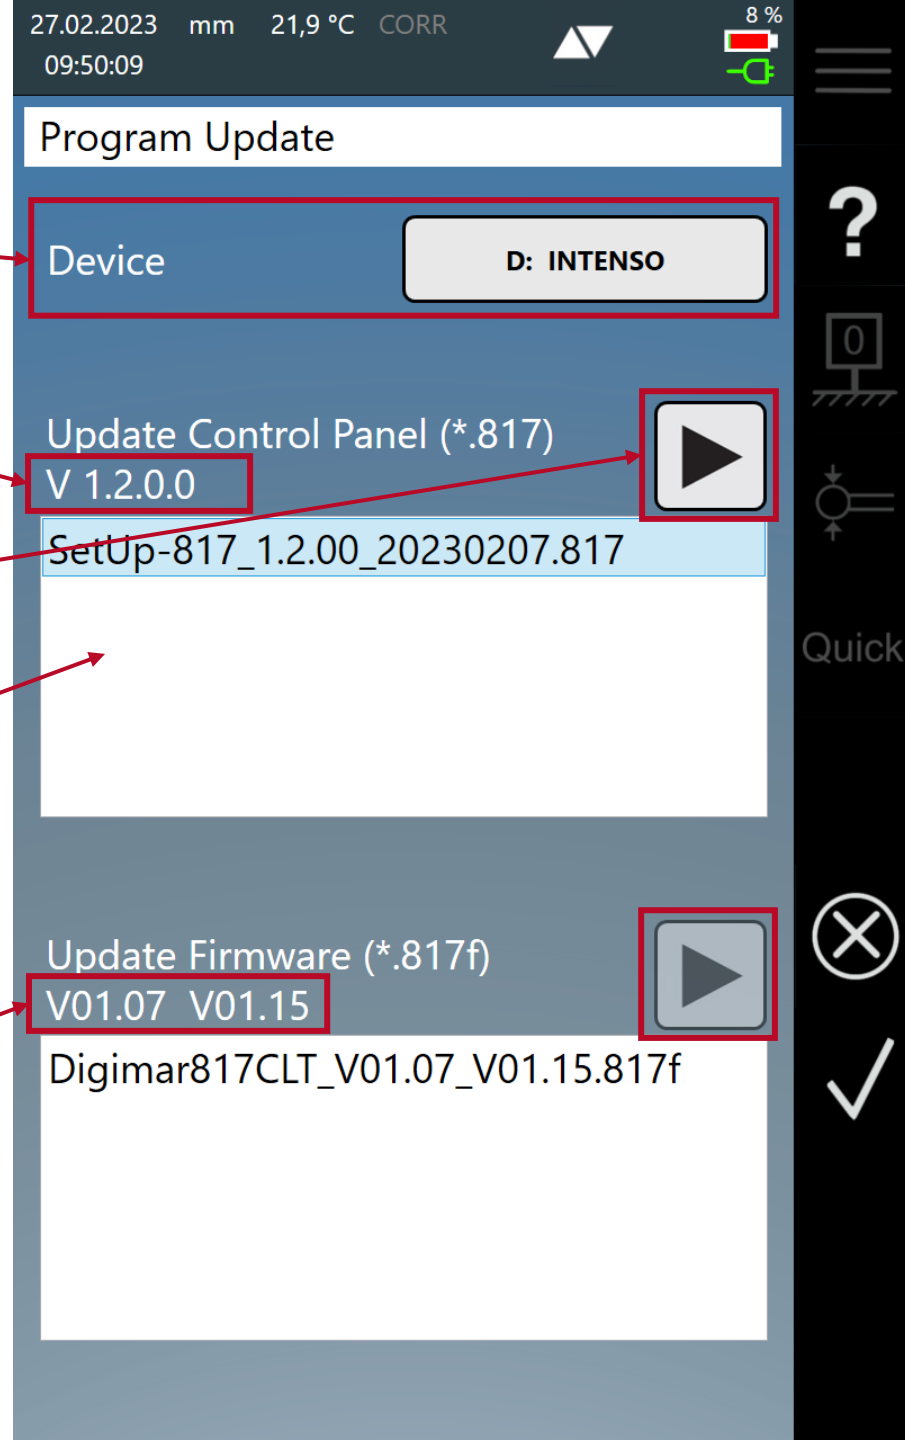 27.02.2023 mm 21,9 °C CORR 8 %
09:50:09
Program Update
?
Device D: INTENSO
0
Update Control Panel (*.817)
V 1.2.0.0
SetUp-817_1.2.00_20230207.817
Quick
Update Firmware (*.817f)
V01.07 V01.15
Digimar817CLT_V01.07_V01.15.817f